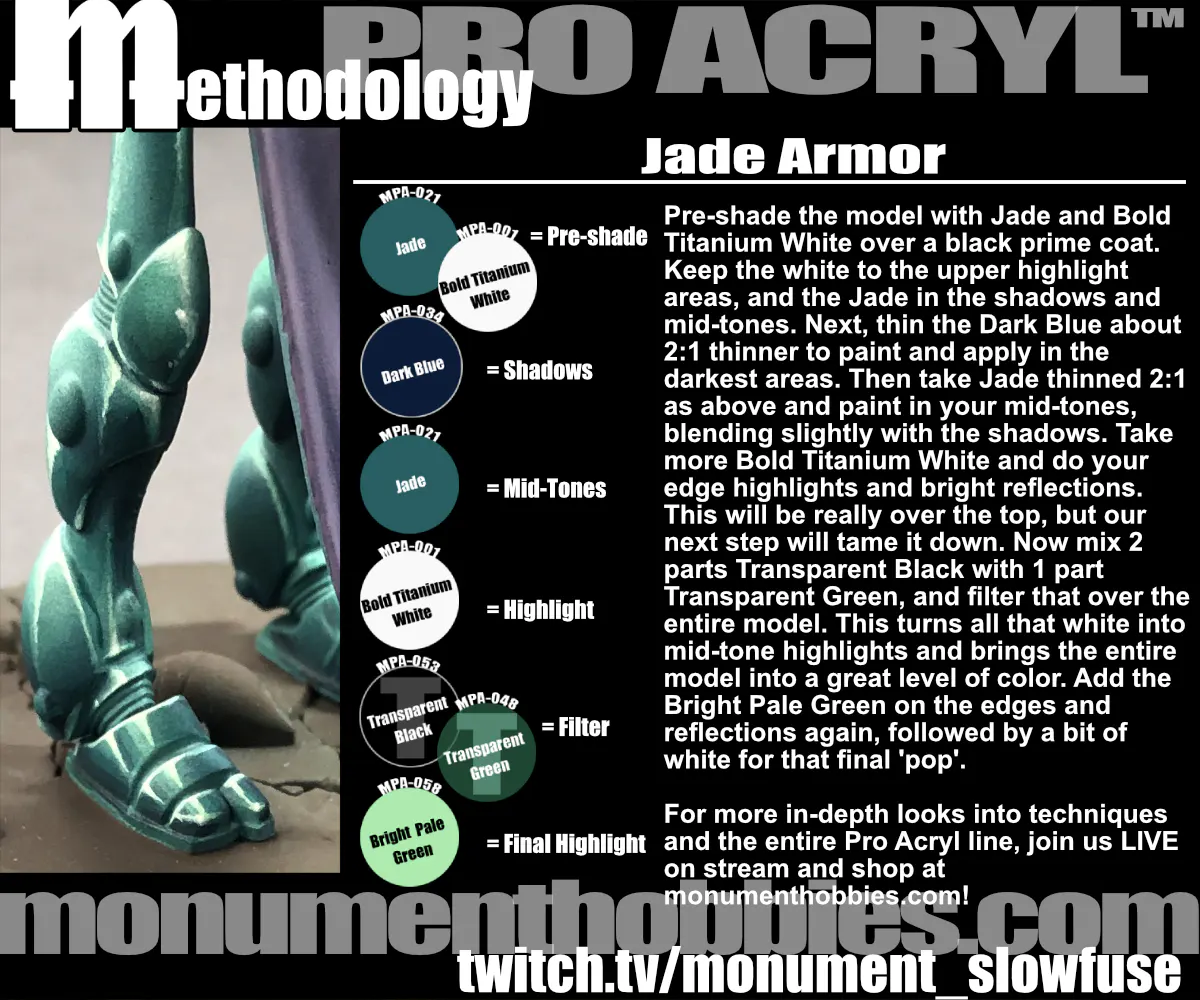 PRO ACRYL™
methodology
Jade Armor
MPA-021
Jade
MPA-001
Bold Titanium
White
= Pre-shade
MPA-034
Dark Blue
= Shadows
MPA-021
Jade
= Mid-Tones
MPA-001
Bold Titanium
White
= Highlight
MPA-053
T
Transparent
Black
MPA-048
T
Transparent
Green
= Filter
MPA-058
Bright Pale
Green
= Final Highlight
Pre-shade the model with Jade and Bold
Titanium White over a black prime coat.
Keep the white to the upper highlight
areas, and the Jade in the shadows and
mid-tones. Next, thin the Dark Blue about
2:1 thinner to paint and apply in the
darkest areas. Then take Jade thinned 2:1
as above and paint in your mid-tones,
blending slightly with the shadows. Take
more Bold Titanium White and do your
edge highlights and bright reflections.
This will be really over the top, but our
next step will tame it down. Now mix 2
parts Transparent Black with 1 part
Transparent Green, and filter that over the
entire model. This turns all that white into
mid-tone highlights and brings the entire
model into a great level of color. Add the
Bright Pale Green on the edges and
reflections again, followed by a bit of
white for that final 'pop'.
For more in-depth looks into techniques
and the entire Pro Acryl line, join us LIVE
on stream and shop at
monumenthobbies.com!
monumenthobbies.com
twitch.tv/monument_slowfuse